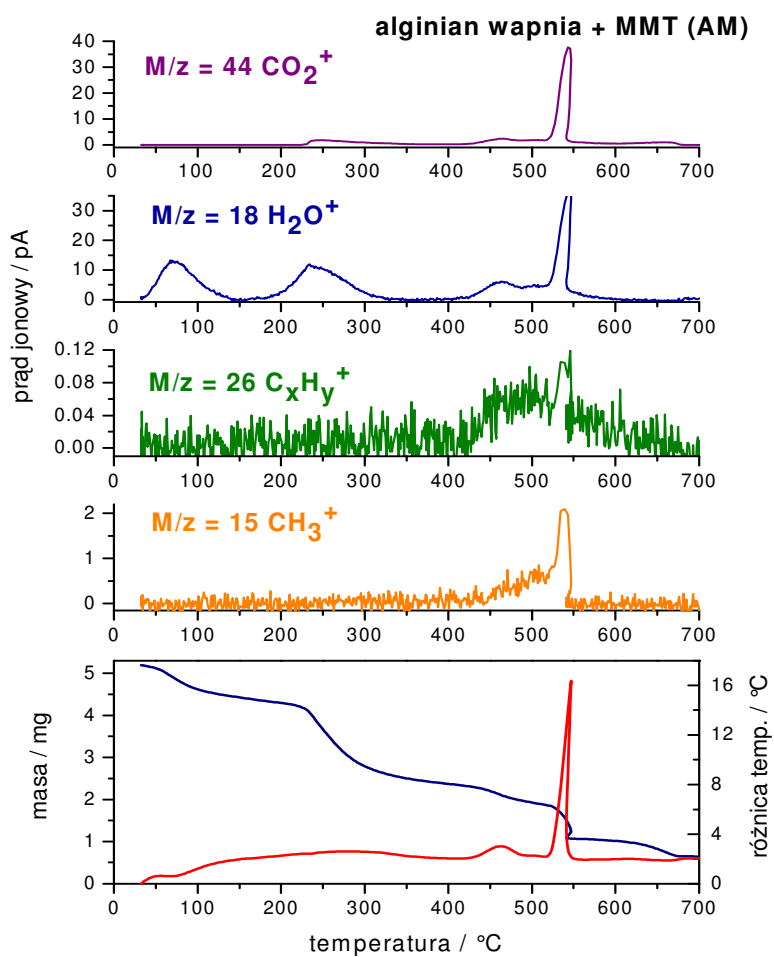 alginian wapnia + MMT (AM)
M/z = 44 CO2+
40
30
20
10
0
0 100 200 300 400 500 600 700
M/z = 18 H2O+
30
20
10
0
0 100 200 300 400 500 600 700
prąd jonowy / pA
M/z = 26 CxHy+
0.12
0.08
0.04
0.00
0 100 200 300 400 500 600 700
M/z = 15 CH3+
2
1
0
0 100 200 300 400 500 600 700
masa / mg
5
4
3
2
1
0
16
12
8
4
0
różnica temp. / °C
0 100 200 300 400 500 600 700
temperatura / °C